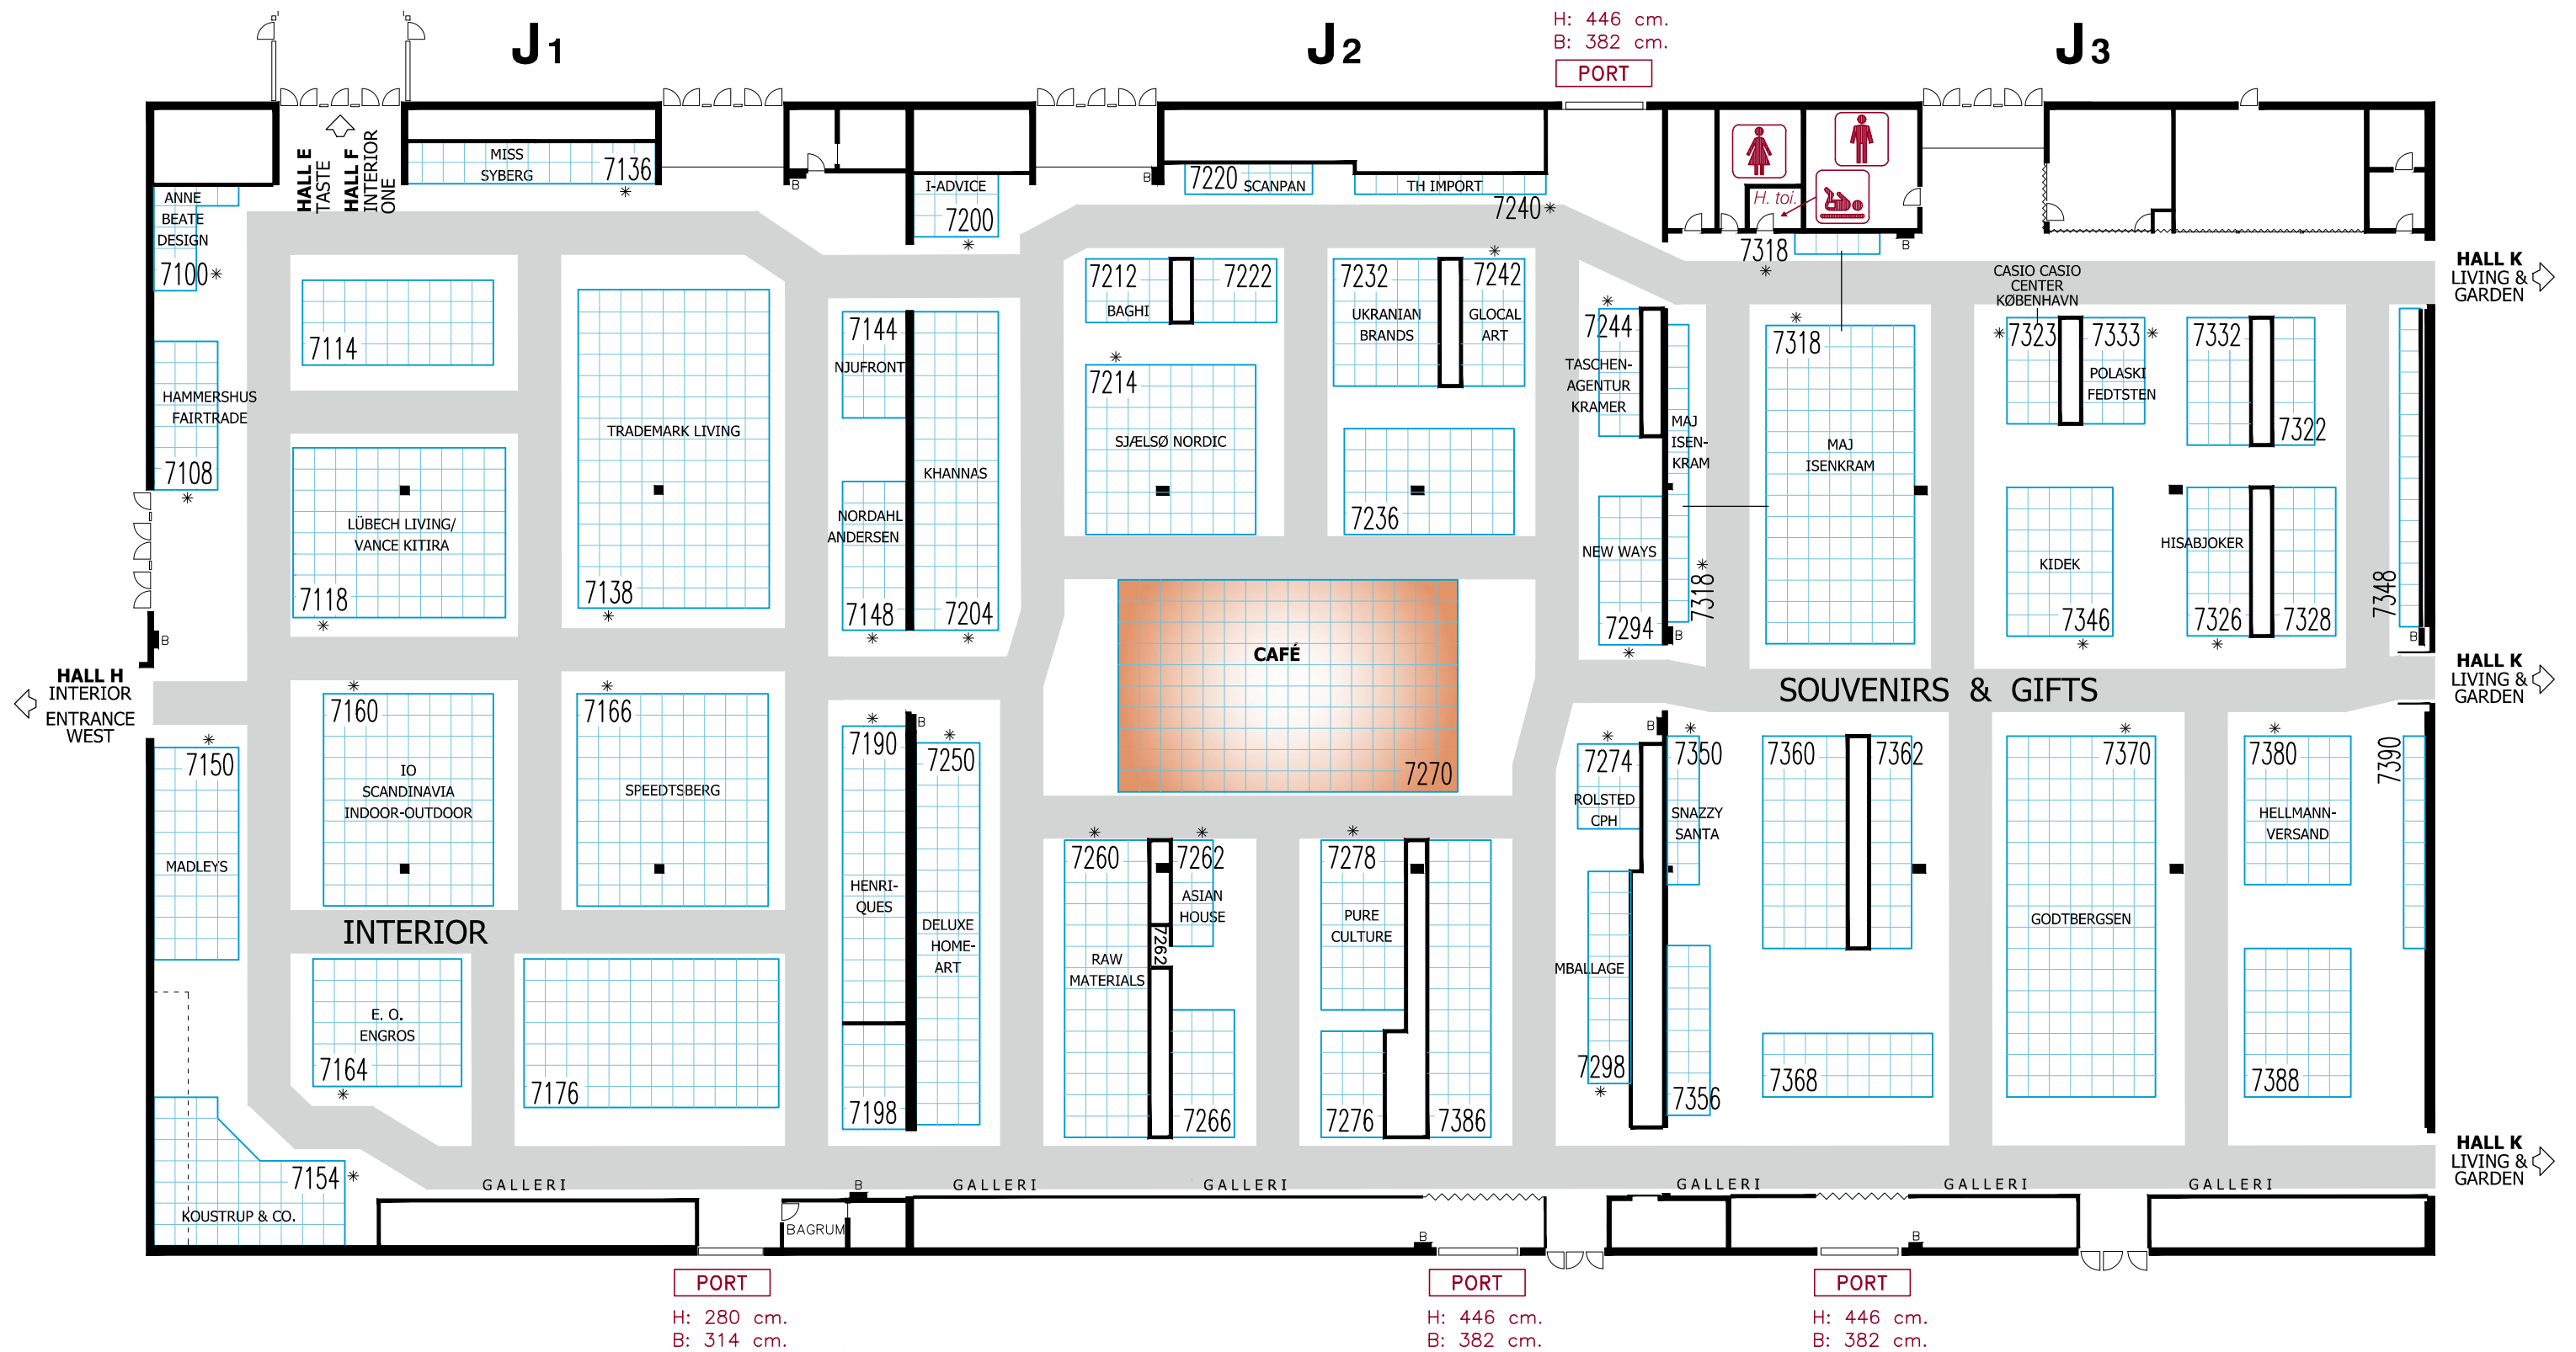 J1
J2
J3
H: 446 cm.
B: 382 cm.
PORT
HALL E
TASTE
HALL F
INTERIOR
ONE
MISS
SYBERG
7136
B
B
I-ADVICE
7200
7220 SCANPAN
TH IMPORT
7240
H. toi.
7318
B
ANNE
BEATE
DESIGN
7100
7114
HAMMERSHUS
FAIRTRADE
7108
LÜBECH LIVING/
VANCE KITIRA
7118
TRADEMARK LIVING
7138
7144
NJUFRONT
NORDAHL
ANDERSEN
7148
KHANNAS
7204
7212
BAGHI
7222
7214
SJÆLSØ NORDIC
7232
UKRANIAN
BRANDS
7242
GLOCAL
ART
7236
7244
TASCHEN-
AGENTUR
KRAMER
NEW WAYS
7294
MAJ
ISEN-
KRAM
7318
B
7318
MAJ
ISENKRAM
CASIO CASIO
CENTER
KØBENHAVN
7323
7333
POLASKI
FEDTSTEN
7332
7322
KIDEK
7346
HISABJOKER
7326
7328
7348
B
HALL K
LIVING &
GARDEN
HALL K
LIVING &
GARDEN
HALL K
LIVING &
GARDEN
B
HALL H
INTERIOR
ENTRANCE
WEST
CAFÉ
7270
SOUVENIRS & GIFTS
7150
MADLEYS
7160
IO
SCANDINAVIA
INDOOR-OUTDOOR
7166
SPEEDTSBERG
INTERIOR
E. O.
ENGROS
7164
7176
7154
KOUSTRUP & CO.
7190
HENRI-
QUES
7198
B
7250
DELUXE
HOME-
ART
7260
RAW
MATERIALS
7262
ASIAN
HOUSE
7262
7266
7278
PURE
CULTURE
7276
7386
B
7274
ROLSTED
CPH
MBALLAGE
7298
7350
SNAZZY
SANTA
7356
7360
7362
7368
7370
GODTBERGSEN
7380
HELLMANN-
VERSAND
7388
7390
GALLERI
GALLERI
GALLERI
GALLERI
GALLERI
GALLERI
B
BAGRUM
B
B
PORT
H: 280 cm.
B: 314 cm.
PORT
H: 446 cm.
B: 382 cm.
PORT
H: 446 cm.
B: 382 cm.